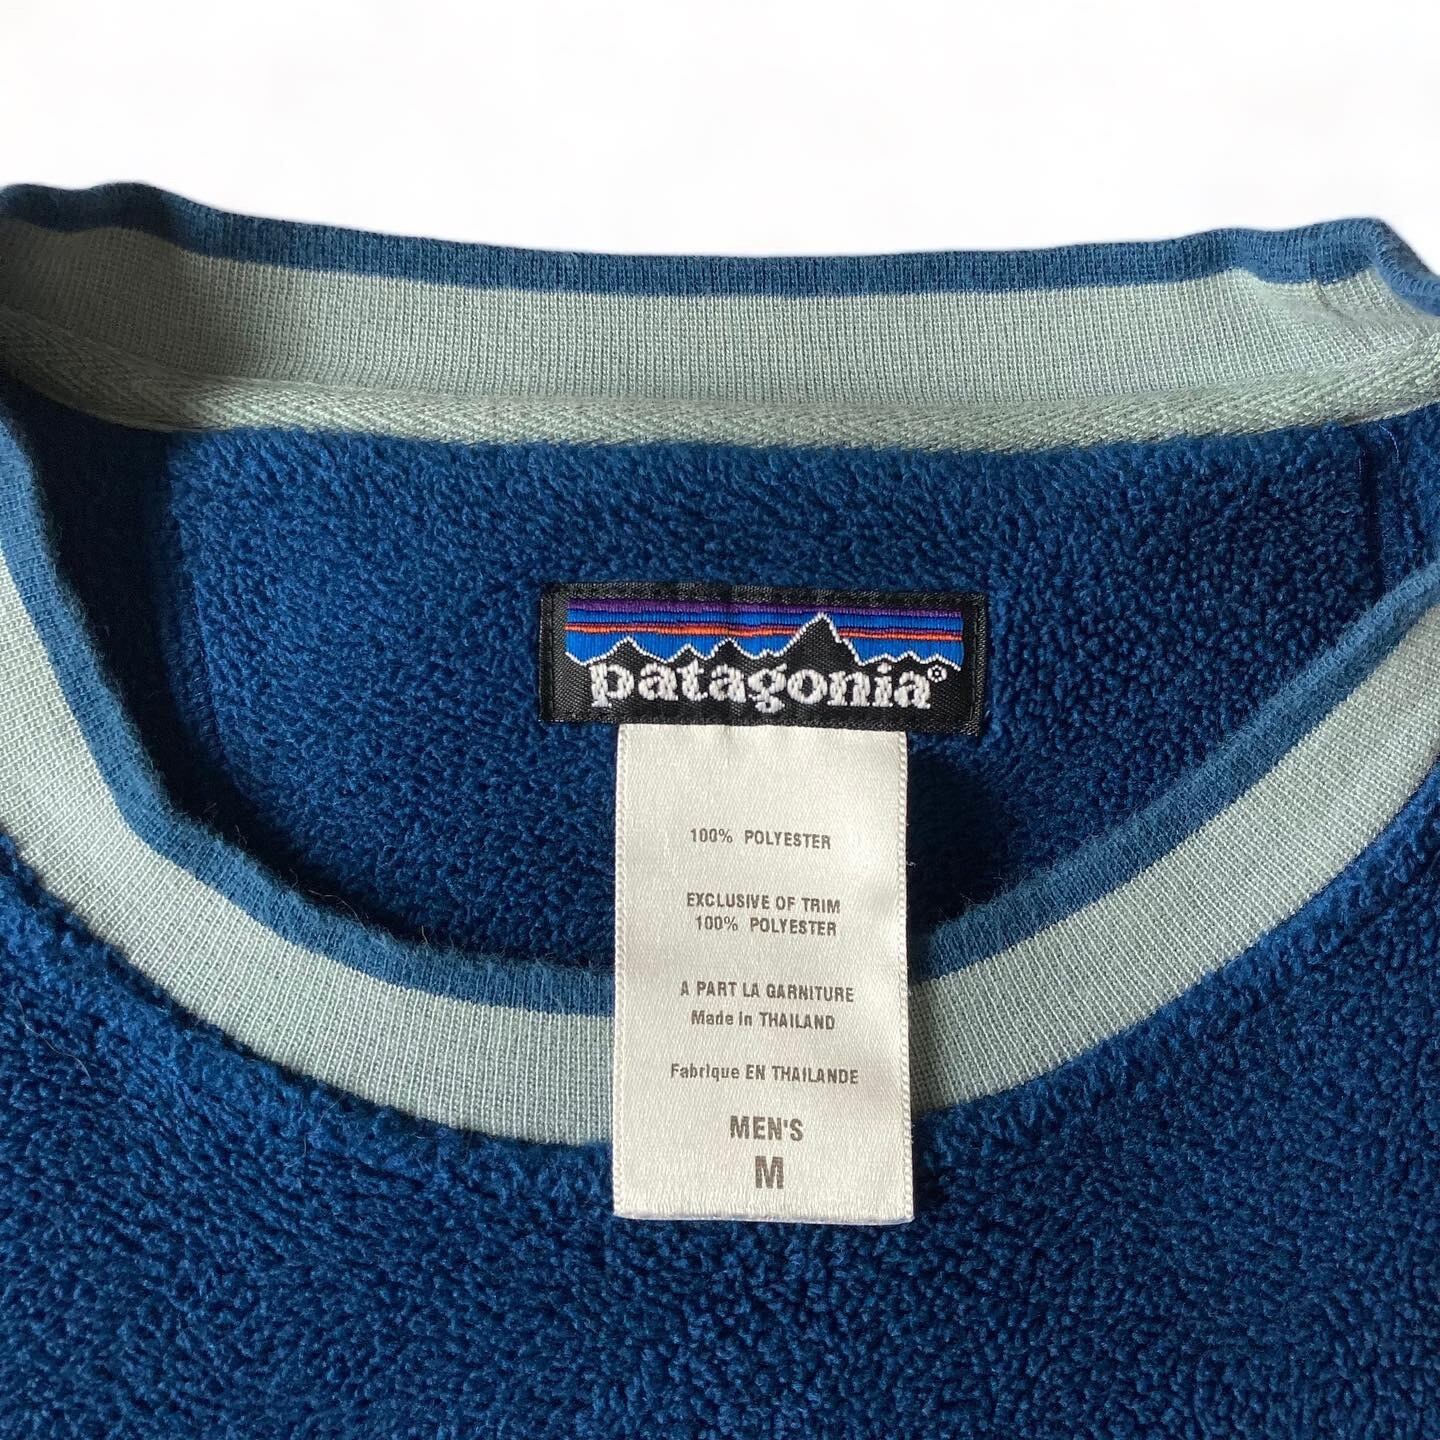 patagonia®
100% POLYESTER
EXCLUSIVE OF TRIM
100% POLYESTER
A PART LA GARNITURE
Made in THAILAND
Fabrique EN THAILANDE
MEN'S
M